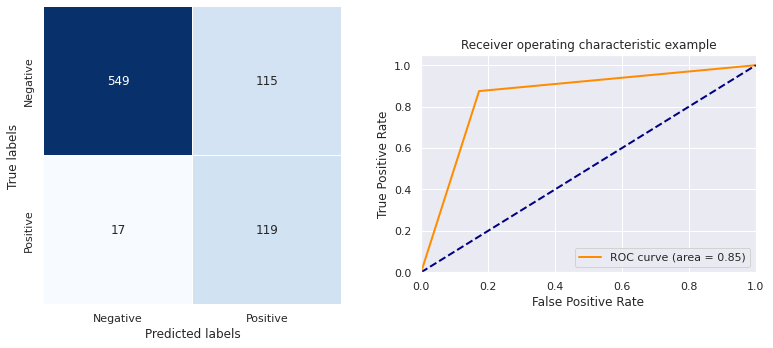 True labels
Negative
549
115
Positive
17
119
Negative
Positive
Predicted labels
Receiver operating characteristic example
True Positive Rate
1.0
0.8
0.6
0.4
0.2
0.0
ROC curve (area = 0.85)
0.0 0.2 0.4 0.6 0.8 1.0
False Positive Rate